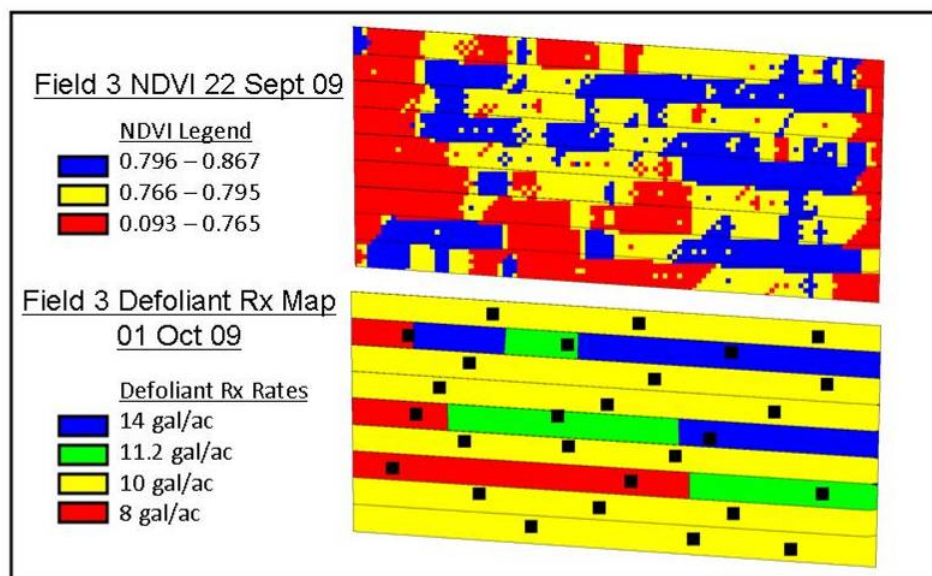 Field 3 NDVI 22 Sept 09
NDVI Legend
0.796 – 0.867
0.766 – 0.795
0.093 – 0.765
Field 3 Defoliant Rx Map
01 Oct 09
Defoliant Rx Rates
14 gal/ac
11.2 gal/ac
10 gal/ac
8 gal/ac